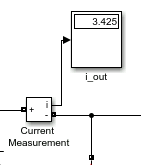 3.425
i_out
+
i
-
Current
Measurement